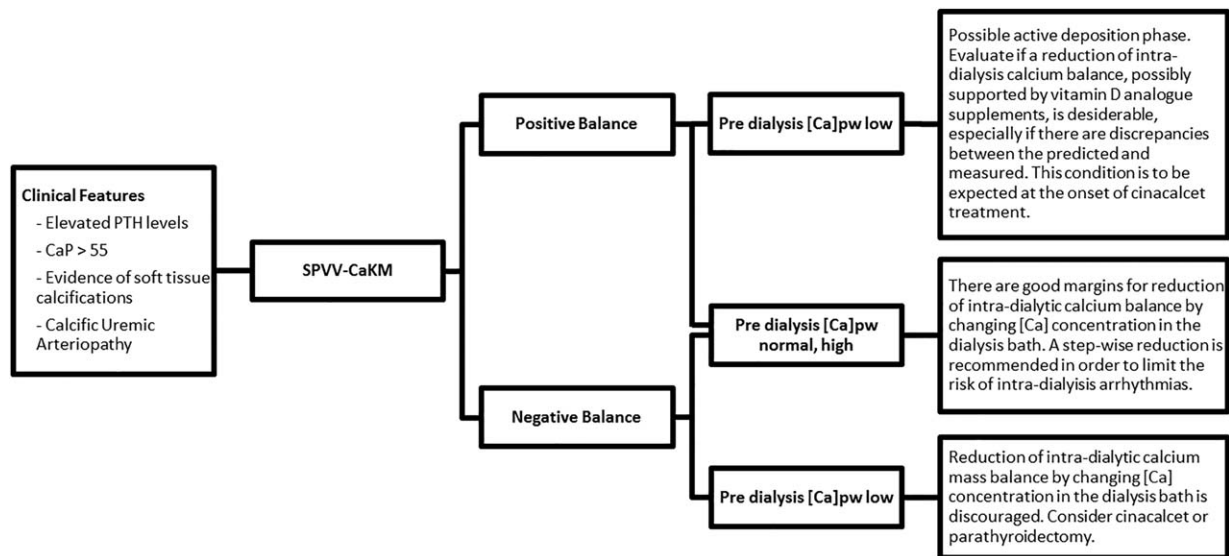 Clinical Features
- Elevated PTH levels
- CaP > 55
- Evidence of soft tissue
calcifications
- Calcific Uremic
Arteriopathy
SPVV-CaKM
Positive Balance
Negative Balance
Pre dialysis [Ca]pw low
Pre dialysis [Ca]pw
normal, high
Pre dialysis [Ca]pw low
Possible active deposition phase.
Evaluate if a reduction of intra-
dialysis calcium balance, possibly
supported by vitamin D analogue
supplements, is desiderable,
especially if there are discrepancies
between the predicted and
measured. This condition is to be
expected at the onset of cinacalcet
treatment.
There are good margins for reduction
of intra-dialytic calcium balance by
changing [Ca] concentration in the
dialysis bath. A step-wise reduction is
recommended in order to limit the
risk of intra-dialyisis arrhythmias.
Reduction of intra-dialytic calcium
mass balance by changing [Ca]
concentration in the dialysis bath is
discouraged. Consider cinacalcet or
parathyroidectomy.